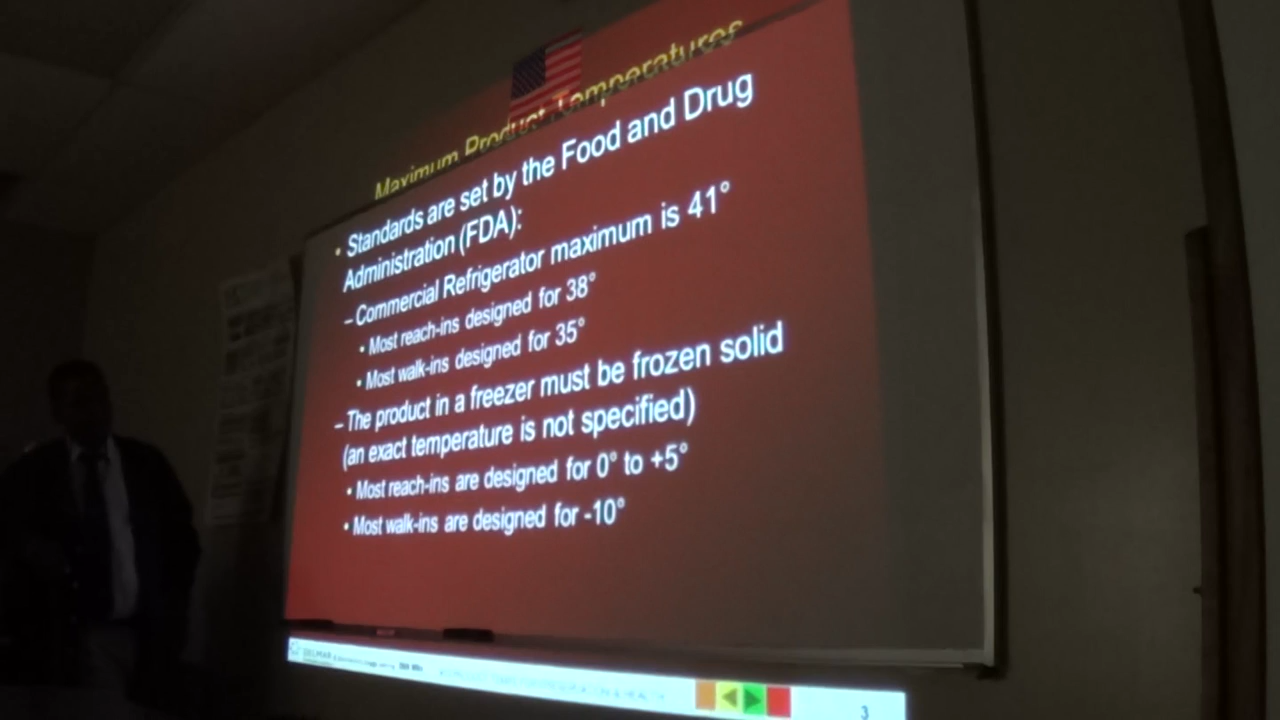 Maximum Product Temperatures
• Standards are set by the Food and Drug
Administration (FDA):
– Commercial Refrigerator maximum is 41°
• Most reach-ins designed for 38°
• Most walk-ins designed for 35°
– The product in a freezer must be frozen solid
(an exact temperature is not specified)
• Most reach-ins are designed for 0° to +5°
• Most walk-ins are designed for -10°
DELMAR
3